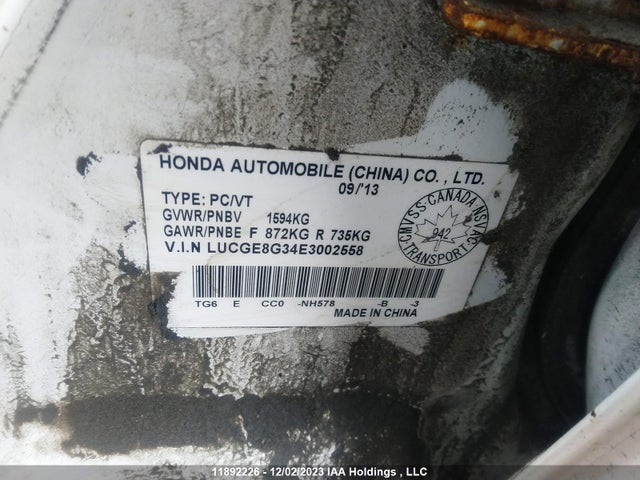 HONDA AUTOMOBILE (CHINA) CO., LTD.
09/'13
TYPE: PC/VT
GVWR/PNBV 1594KG
GAWR/PNBE F 872KG R 735KG
V.I.N LUCGE8G34E3002558
CMVSS·CANADA·NSVAC
942
TRANSPORT
TG6 E CC0 -NH578 -B -3
MADE IN CHINA
11892226 - 12/02/2023 IAA Holdings , LLC